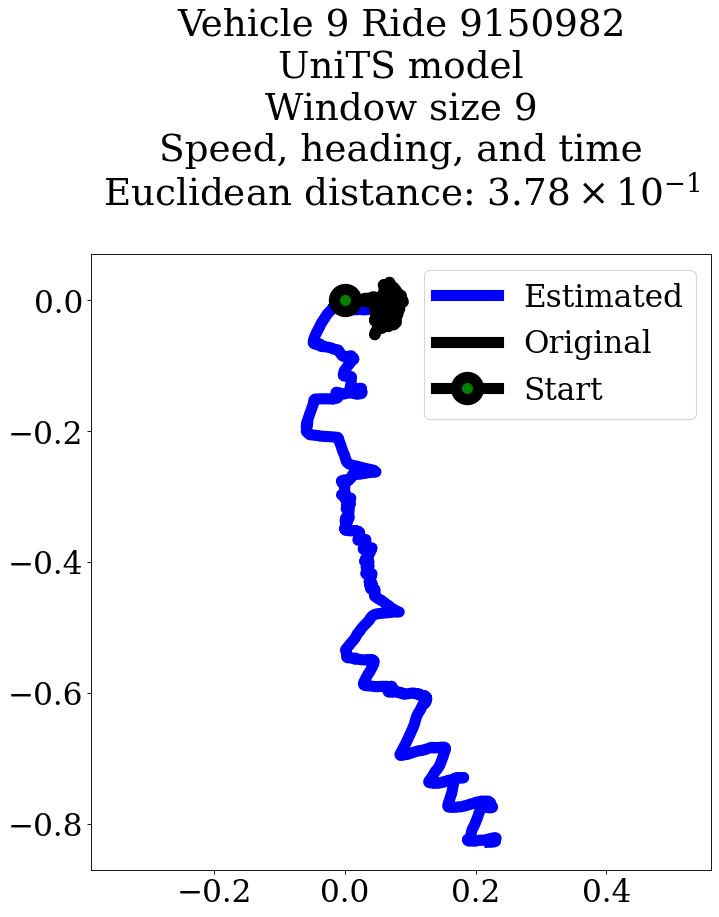 Vehicle 9 Ride 9150982
UniTS model
Window size 9
Speed, heading, and time
Euclidean distance: 3.78 × 10⁻¹
Estimated
Original
Start
0.0
−0.2
−0.4
−0.6
−0.8
−0.2 0.0 0.2 0.4